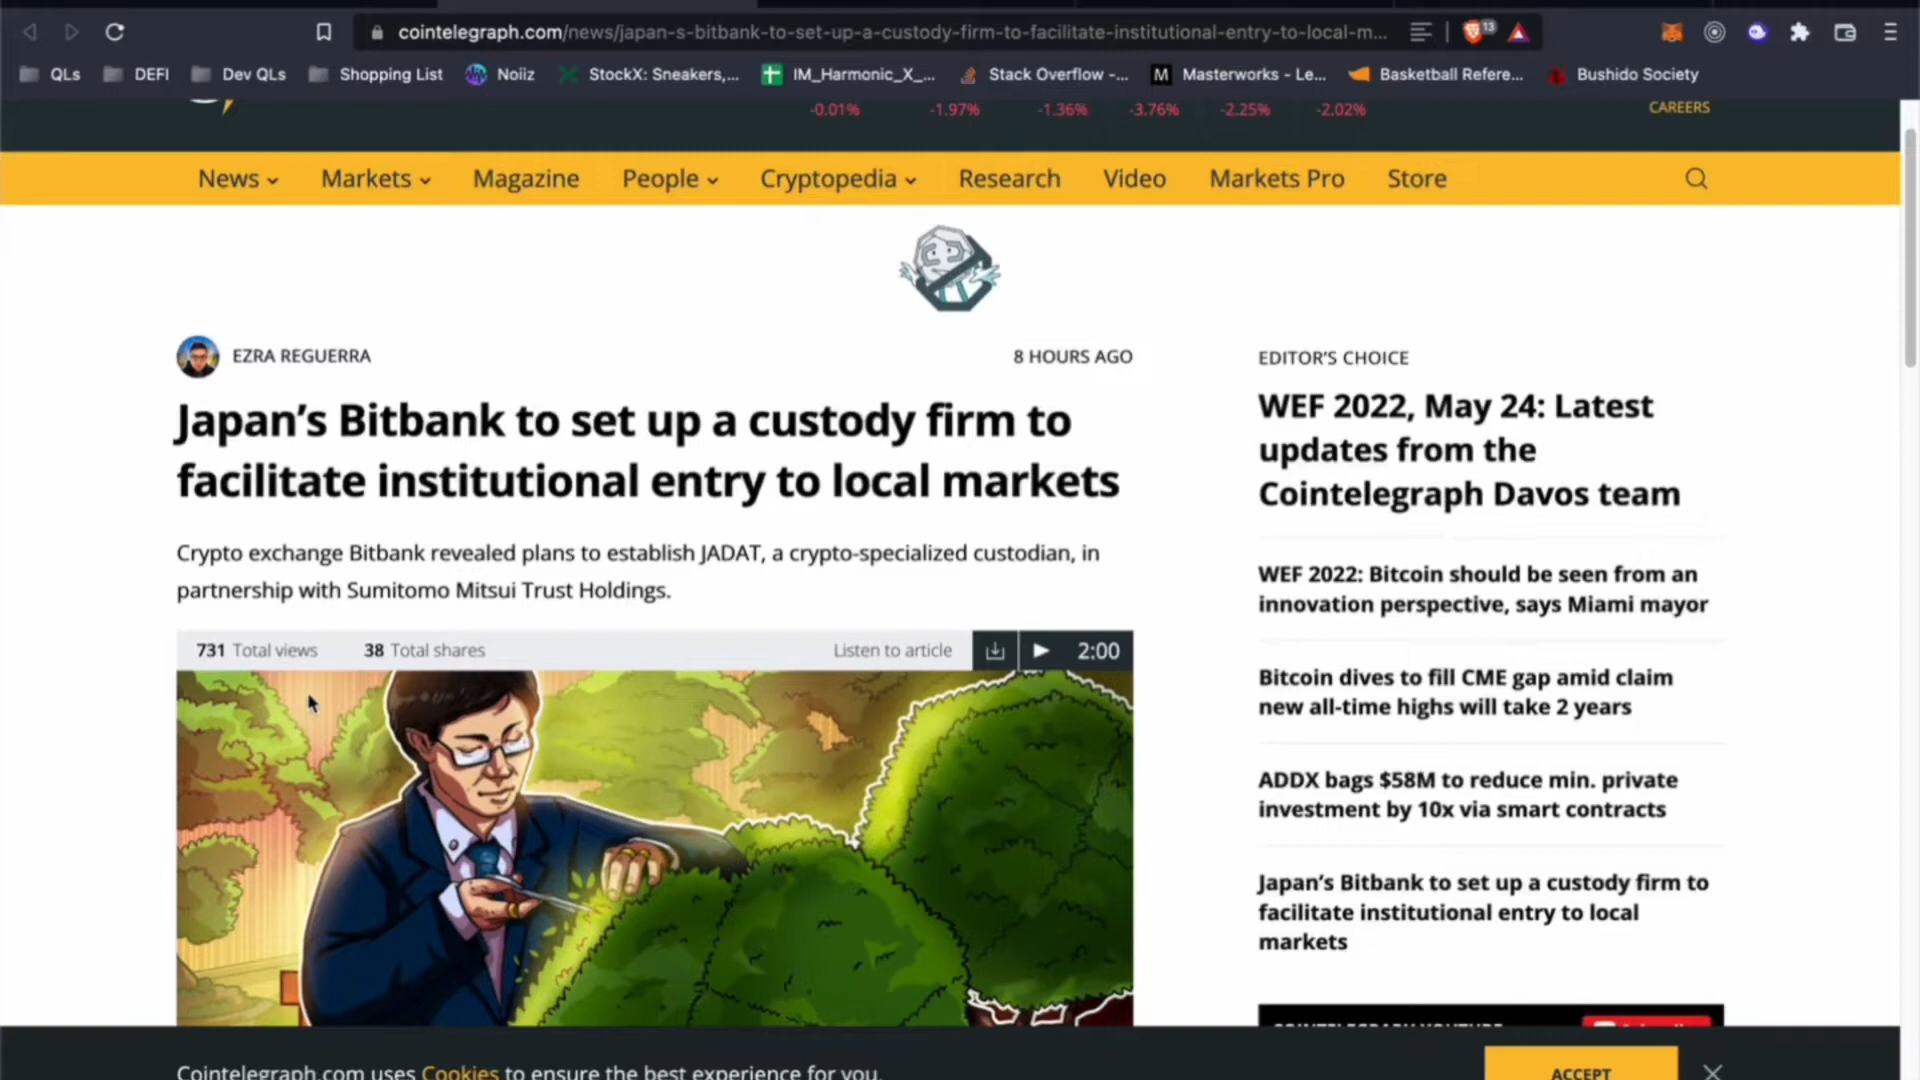 cointelegraph.com/news/japan-s-bitbank-to-set-up-a-custody-firm-to-facilitate-institutional-entry-to-local-m...
13
QLs DEFI Dev QLs Shopping List Noiiz StockX: Sneakers,... IM_Harmonic_X_... Stack Overflow -... M Masterworks - Le... Basketball Refere... Bushido Society
-0.01% -1.97% -1.36% -3.76% -2.25% -2.02% CAREERS
News Markets Magazine People Cryptopedia Research Video Markets Pro Store
EZRA REGUERRA 8 HOURS AGO
Japan’s Bitbank to set up a custody firm to
facilitate institutional entry to local markets
Crypto exchange Bitbank revealed plans to establish JADAT, a crypto-specialized custodian, in
partnership with Sumitomo Mitsui Trust Holdings.
731 Total views 38 Total shares Listen to article 2:00
EDITOR’S CHOICE
WEF 2022, May 24: Latest
updates from the
Cointelegraph Davos team
WEF 2022: Bitcoin should be seen from an
innovation perspective, says Miami mayor
Bitcoin dives to fill CME gap amid claim
new all-time highs will take 2 years
ADDX bags $58M to reduce min. private
investment by 10x via smart contracts
Japan’s Bitbank to set up a custody firm to
facilitate institutional entry to local
markets
COINTELEGRAPH YOUTUBE
Cointelegraph.com uses Cookies to ensure the best experience for you.
ACCEPT